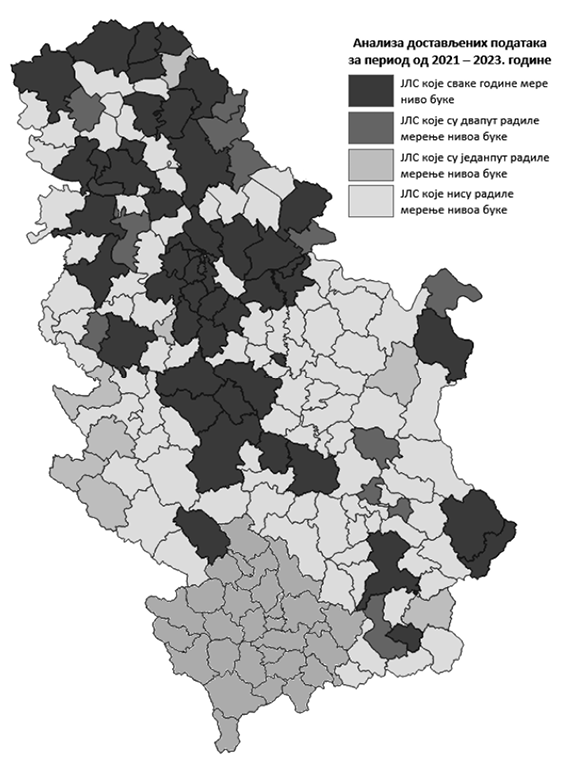 Анализа достављених података
за период од 2021 – 2023. године
ЈЛС које сваке године мере
ниво буке
ЈЛС које су двапут радиле
мерење нивоа буке
ЈЛС које су једанпут радиле
мерење нивоа буке
ЈЛС које нису радиле
мерење нивоа буке